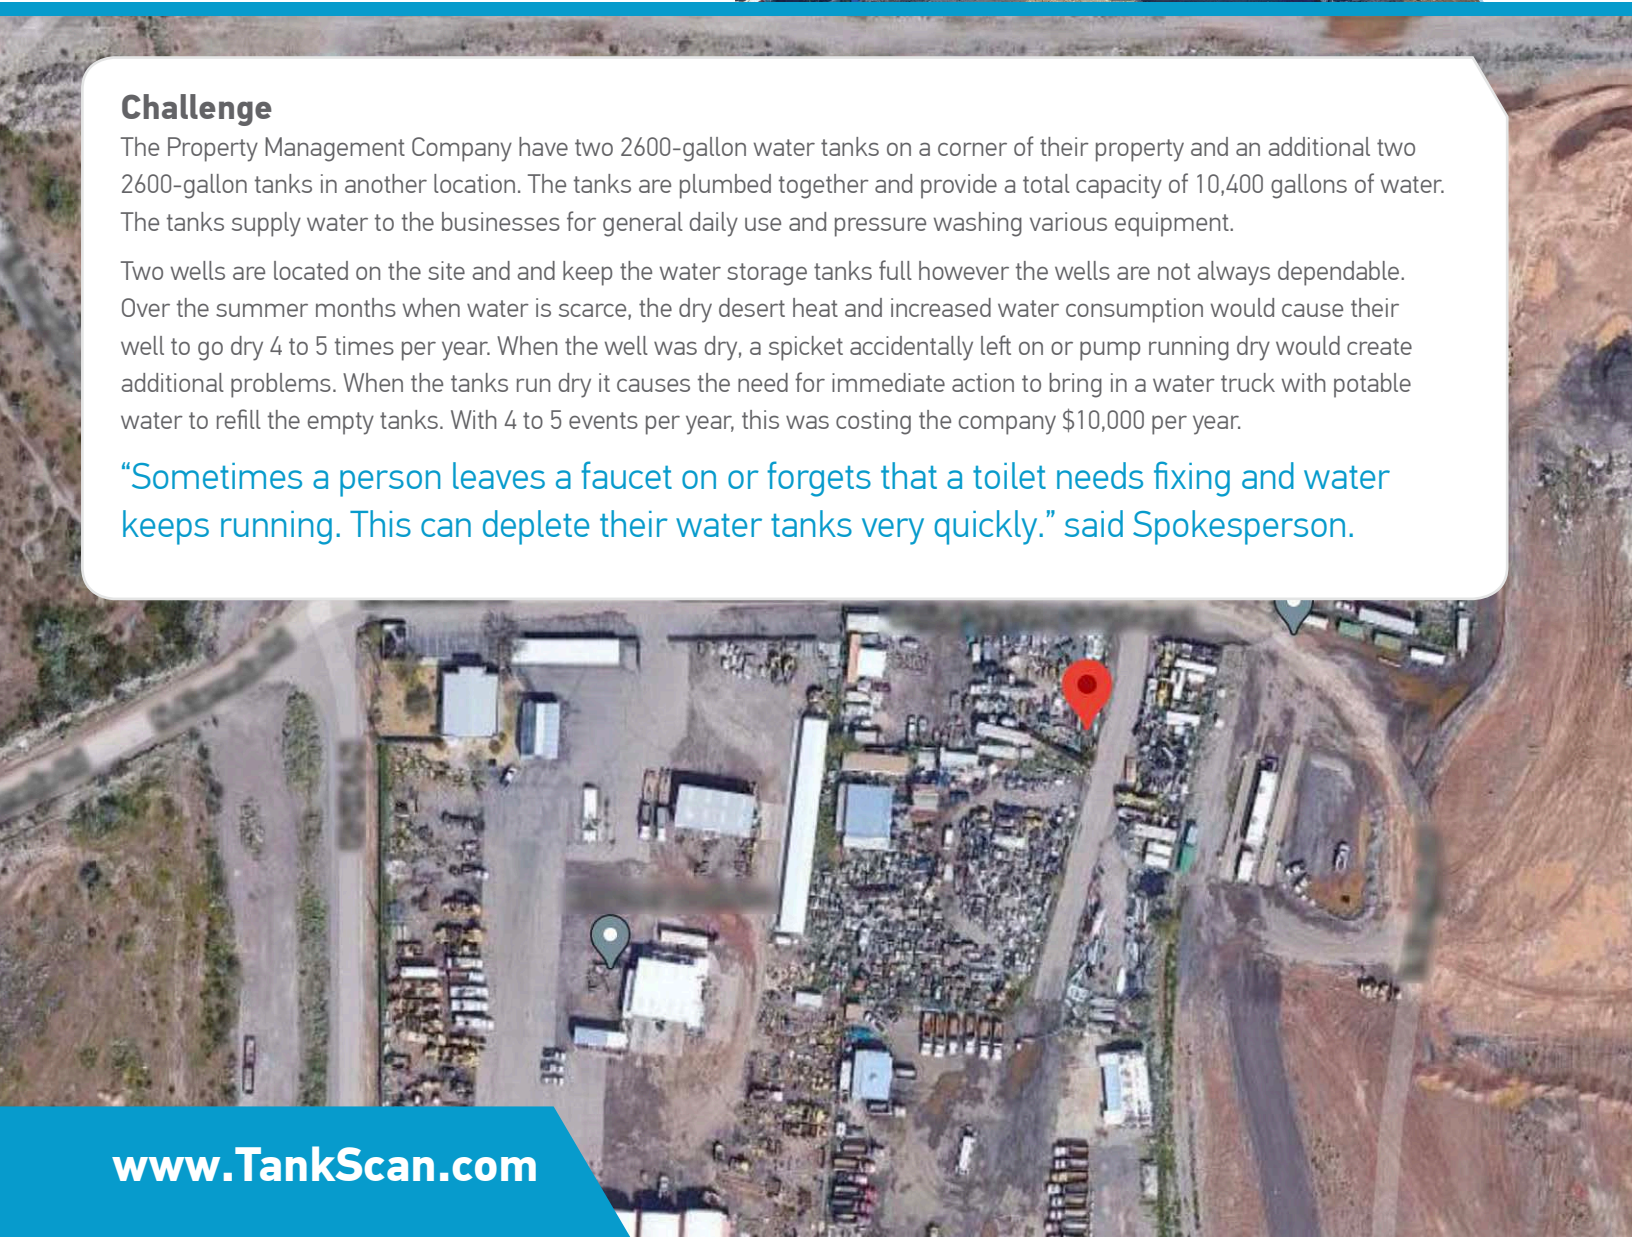 Challenge
The Property Management Company have two 2600-gallon water tanks on a corner of their property and an additional two
2600-gallon tanks in another location. The tanks are plumbed together and provide a total capacity of 10,400 gallons of water.
The tanks supply water to the businesses for general daily use and pressure washing various equipment.
Two wells are located on the site and and keep the water storage tanks full however the wells are not always dependable.
Over the summer months when water is scarce, the dry desert heat and increased water consumption would cause their
well to go dry 4 to 5 times per year. When the well was dry, a spicket accidentally left on or pump running dry would create
additional problems. When the tanks run dry it causes the need for immediate action to bring in a water truck with potable
water to refill the empty tanks. With 4 to 5 events per year, this was costing the company $10,000 per year.
“Sometimes a person leaves a faucet on or forgets that a toilet needs fixing and water
keeps running. This can deplete their water tanks very quickly.” said Spokesperson.
www.TankScan.com